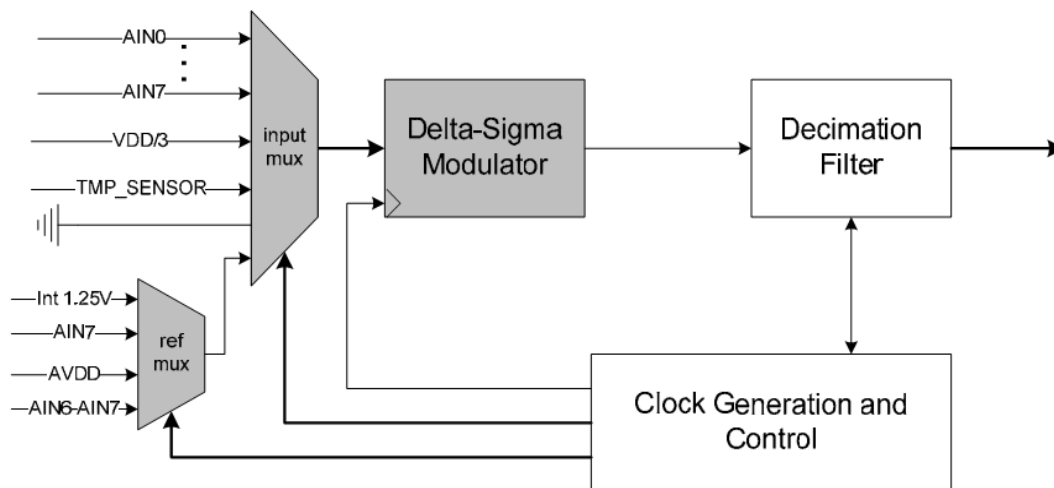 AIN0
AIN7
VDD/3
TMP_SENSOR
input
mux
Delta-Sigma
Modulator
Decimation
Filter
Int 1.25V
AIN7
AVDD
AIN6-AIN7
ref
mux
Clock Generation and
Control